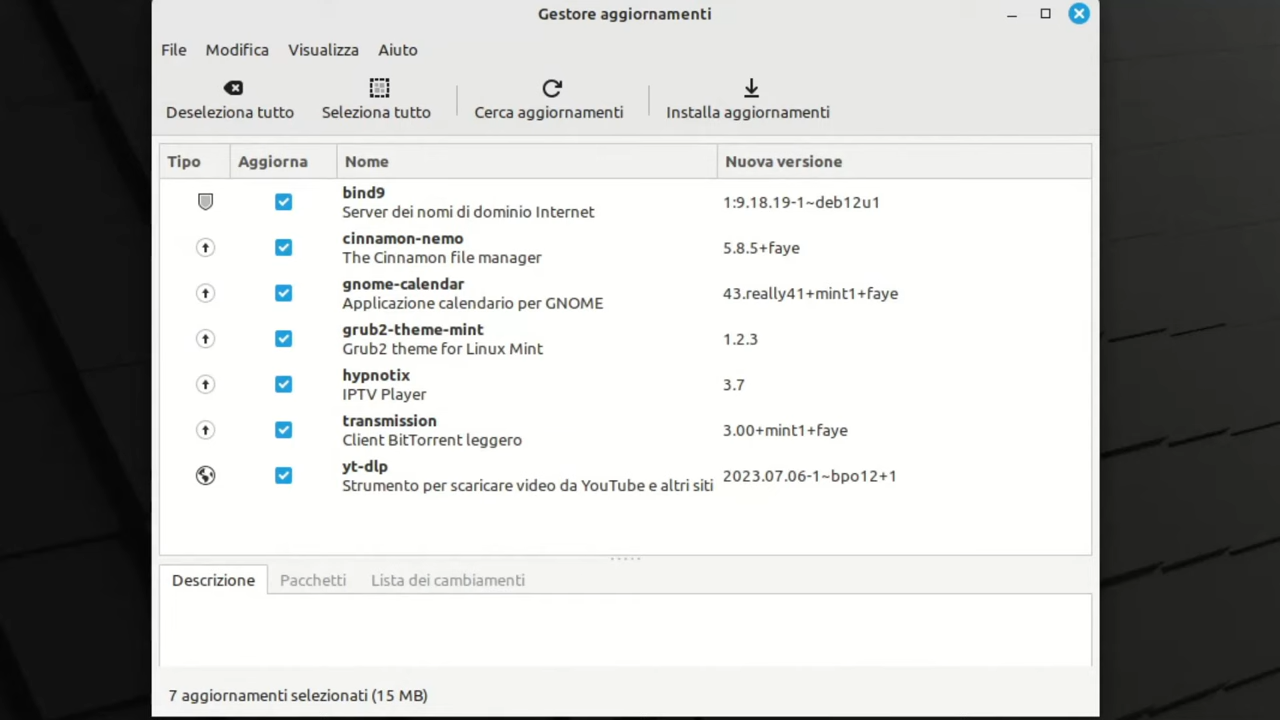 Gestore aggiornamenti
File Modifica Visualizza Aiuto
Deseleziona tutto Seleziona tutto Cerca aggiornamenti Installa aggiornamenti
Tipo Aggiorna Nome Nuova versione
bind9
Server dei nomi di dominio Internet
1:9.18.19-1~deb12u1
cinnamon-nemo
The Cinnamon file manager
5.8.5+faye
gnome-calendar
Applicazione calendario per GNOME
43.really41+mint1+faye
grub2-theme-mint
Grub2 theme for Linux Mint
1.2.3
hypnotix
IPTV Player
3.7
transmission
Client BitTorrent leggero
3.00+mint1+faye
yt-dlp
Strumento per scaricare video da YouTube e altri siti
2023.07.06-1~bpo12+1
Descrizione Pacchetti Lista dei cambiamenti
7 aggiornamenti selezionati (15 MB)